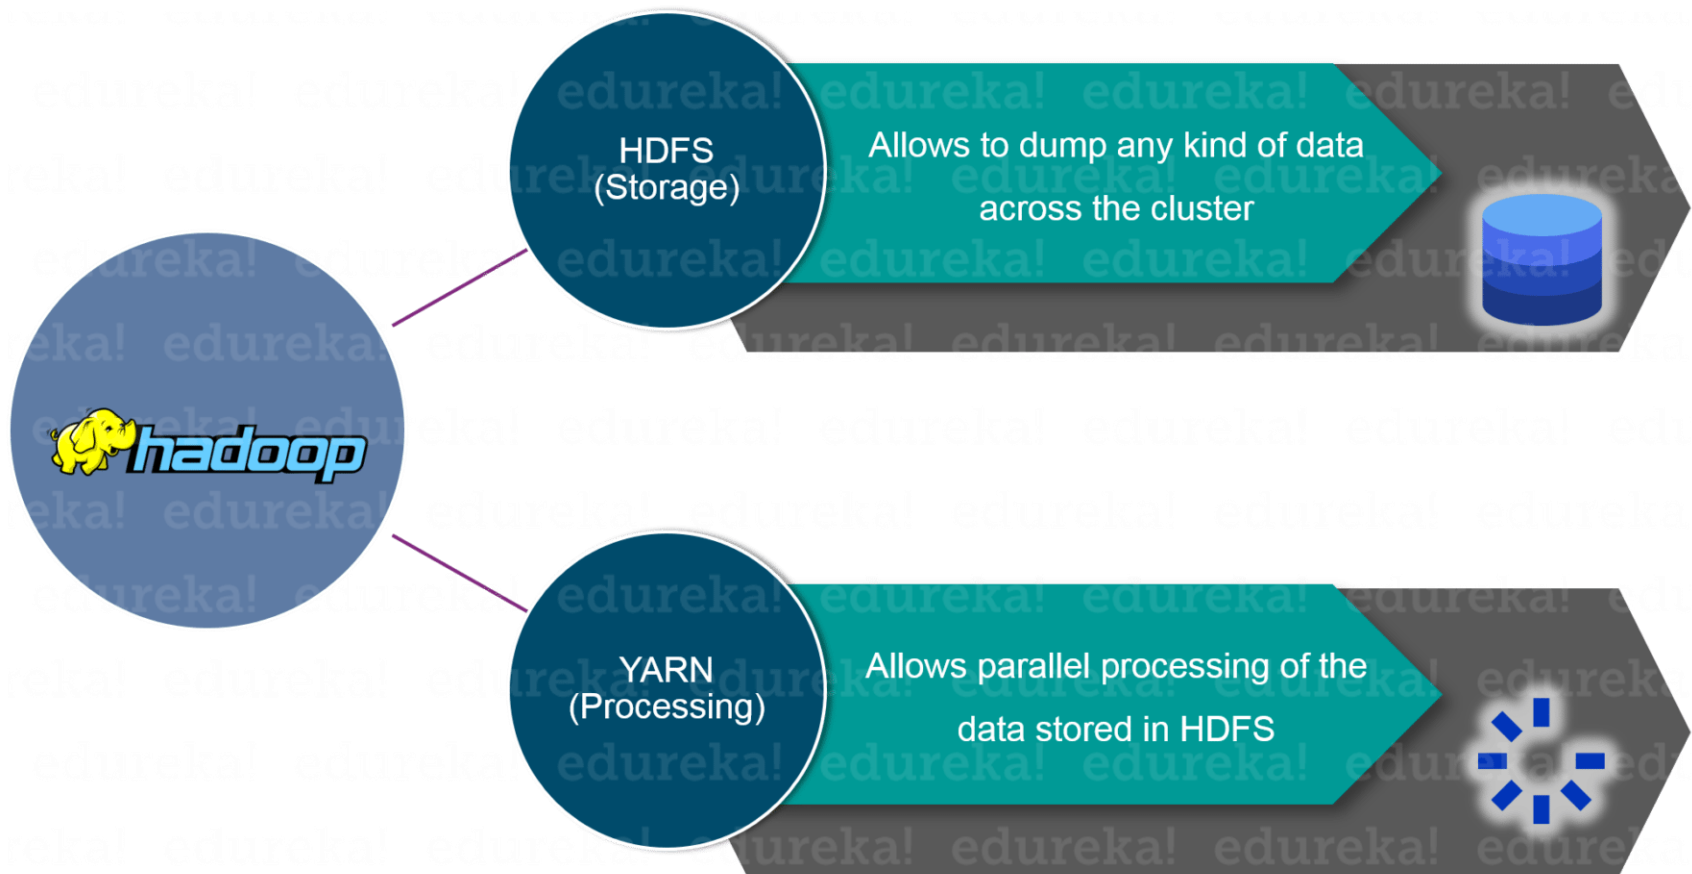 HDFS
(Storage)
Allows to dump any kind of data
across the cluster
hadoop
YARN
(Processing)
Allows parallel processing of the
data stored in HDFS
edureka!